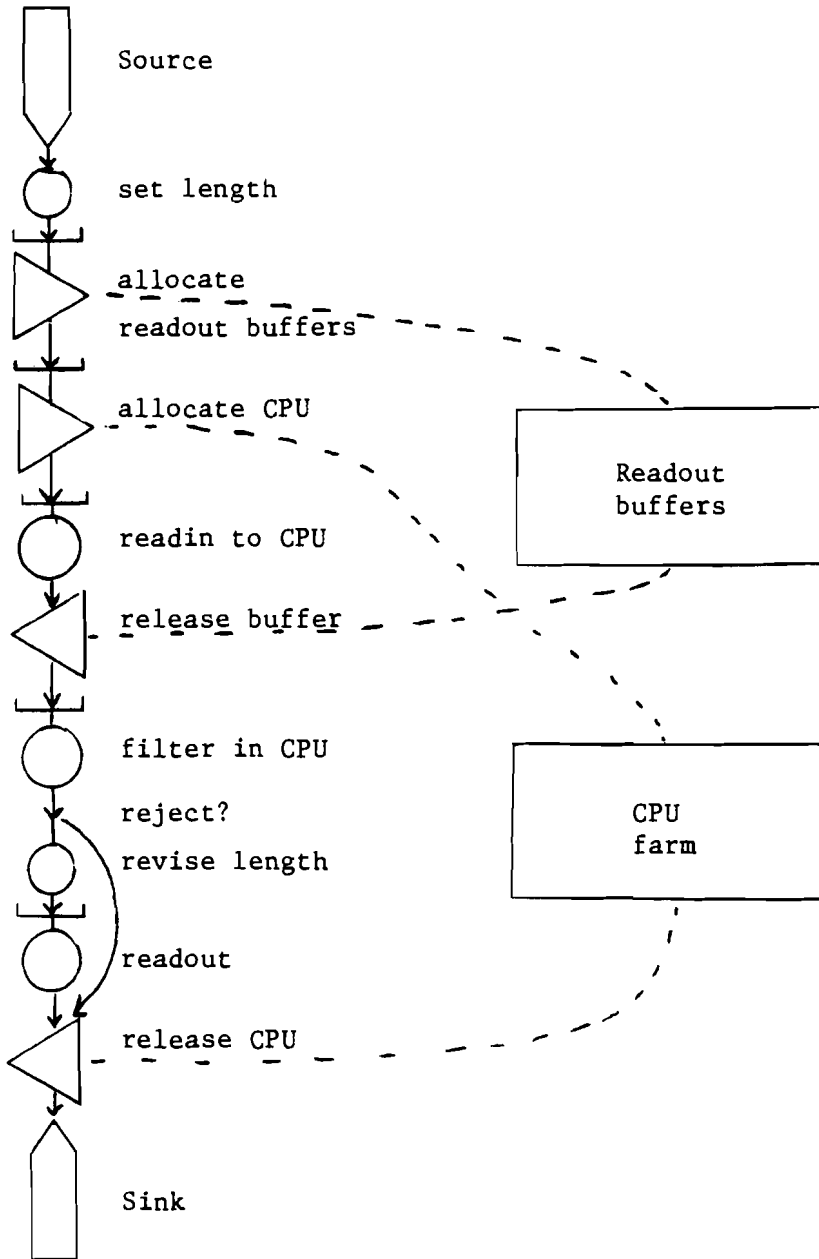 Source
set length
allocate
readout buffers
allocate CPU
Readout
buffers
readin to CPU
release buffer
filter in CPU
reject?
CPU
farm
revise length
readout
release CPU
Sink